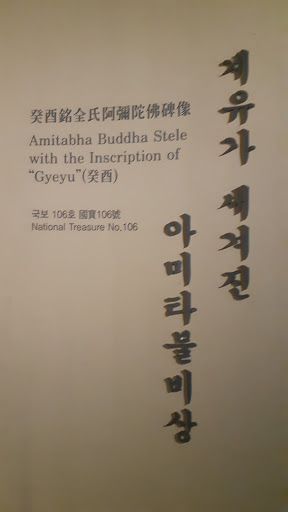 계유가 새겨진
아미타불비상
癸酉銘全氏阿彌陀佛碑像
Amitabha Buddha Stele
with the Inscription of
“Gyeyu”(癸酉)
국보 106호 國寶106號
National Treasure No,106